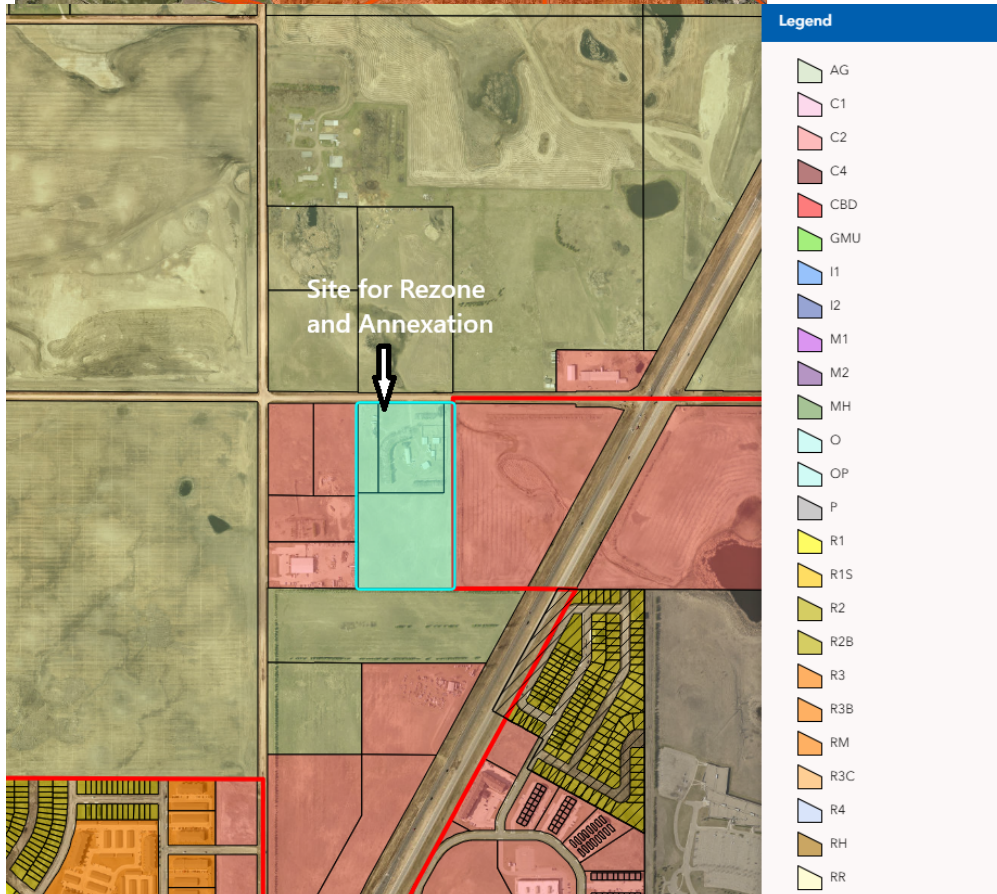 Legend
AG
C1
C2
C4
CBD
GMU
I1
I2
M1
M2
MH
O
OP
P
R1
R1S
R2
R2B
R3
R3B
RM
R3C
R4
RH
RR
Site for Rezone
and Annexation